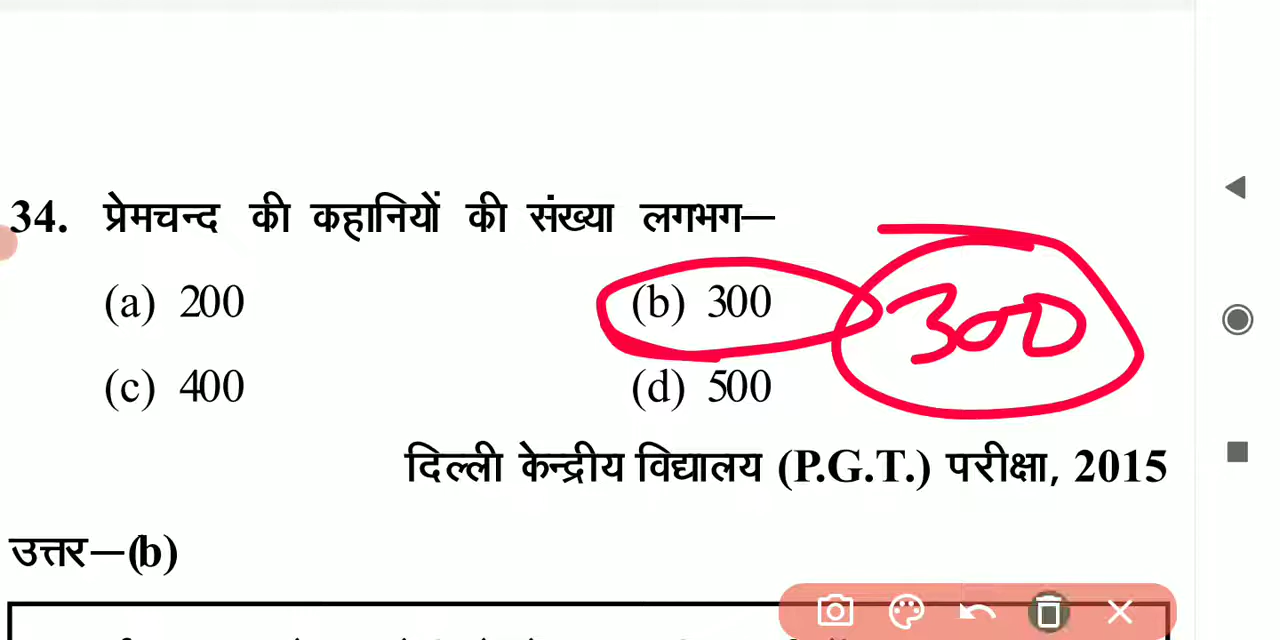 34. प्रेमचन्द की कहानियों की संख्या लगभग—
(a) 200 (b) 300 300
(c) 400 (d) 500
दिल्ली केन्द्रीय विद्यालय (P.G.T.) परीक्षा, 2015
उत्तर—(b)